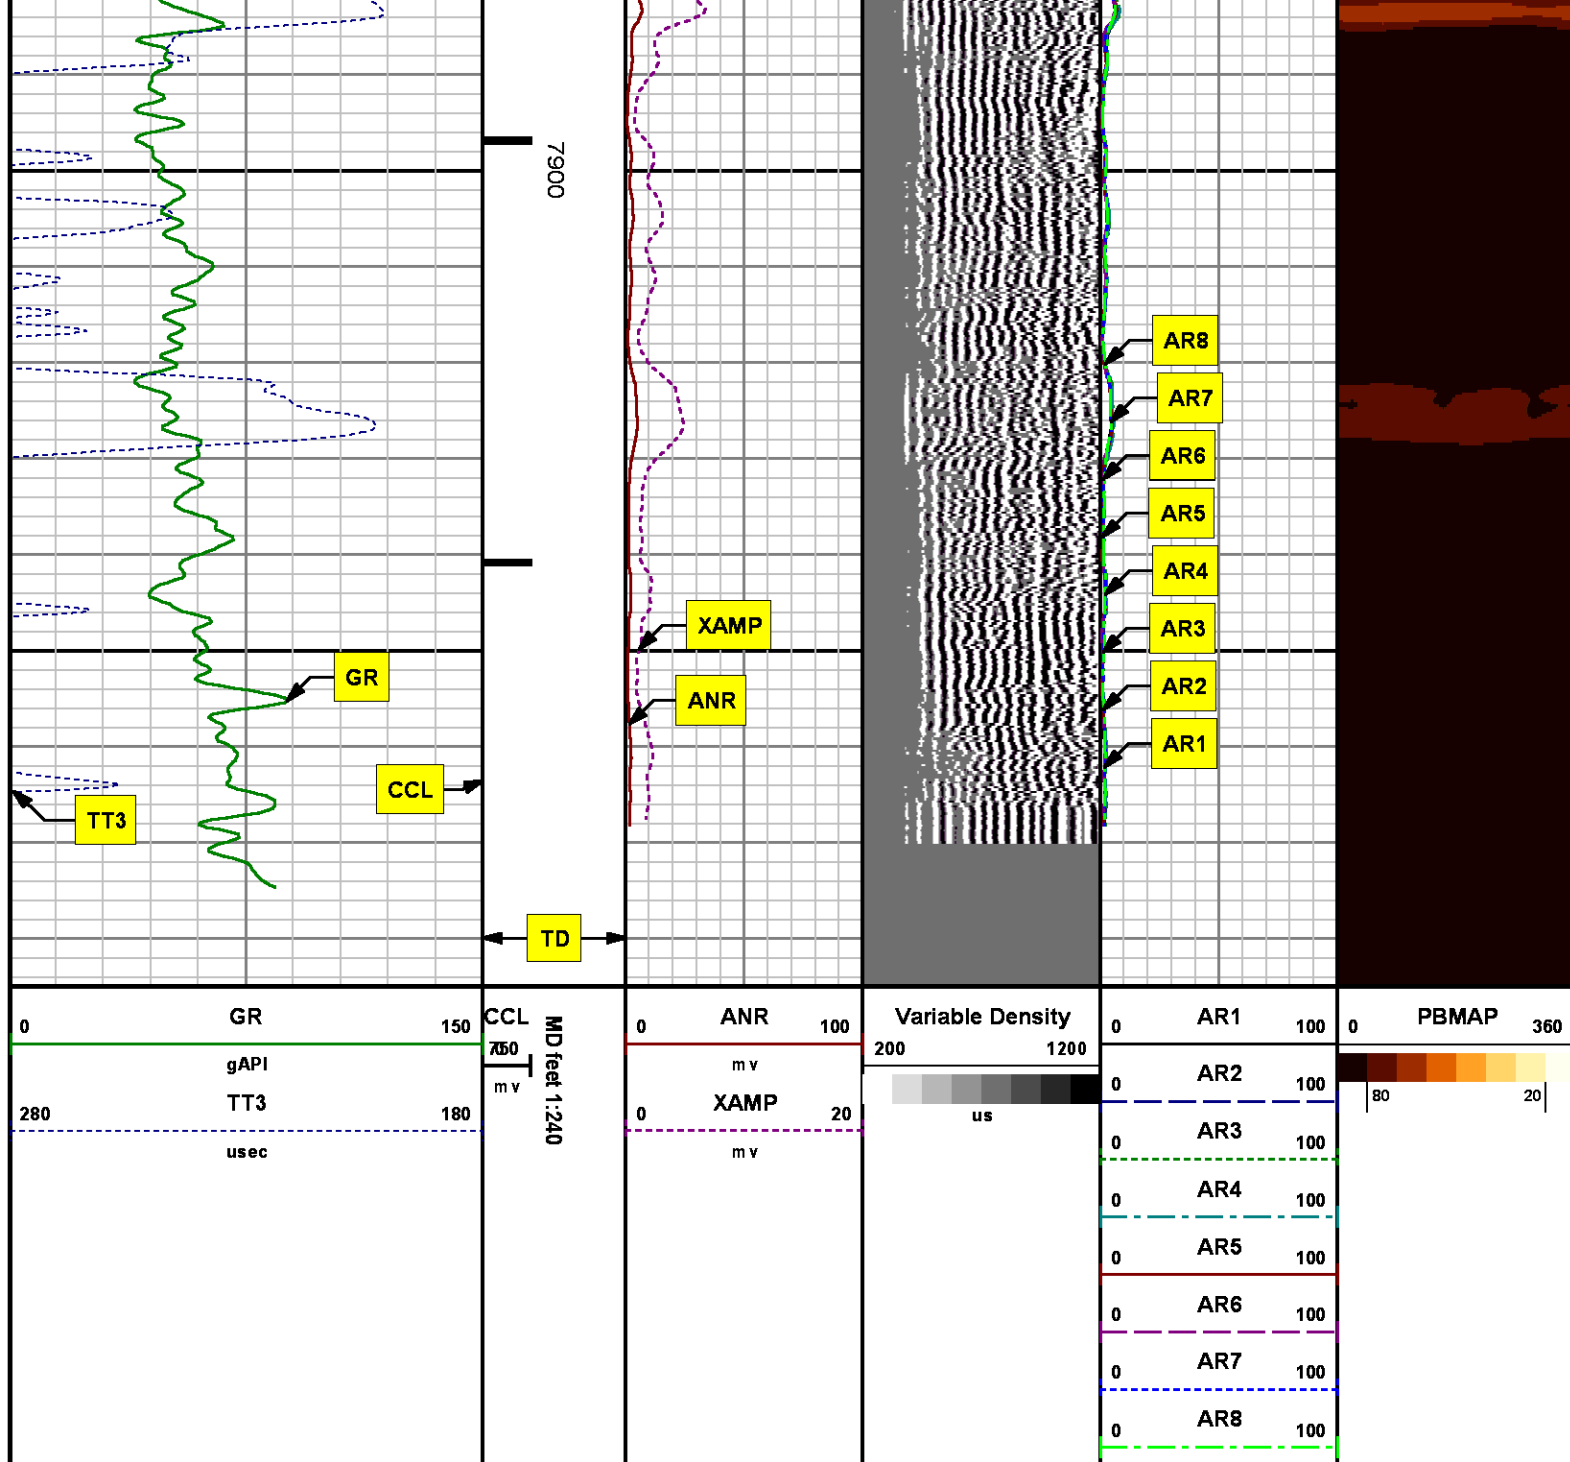 7900
AR8
AR7
AR6
AR5
AR4
XAMP
AR3
GR
ANR
AR2
AR1
CCL
TT3
TD
0 GR 150
gAPI
280 TT3 180
usec
CCL
mv
MD feet 1:240
0 ANR 100
mv
0 XAMP 20
mv
Variable Density
200 1200
us
0 AR1 100
0 AR2 100
0 AR3 100
0 AR4 100
0 AR5 100
0 AR6 100
0 AR7 100
0 AR8 100
0 PBMAP 360
80 20